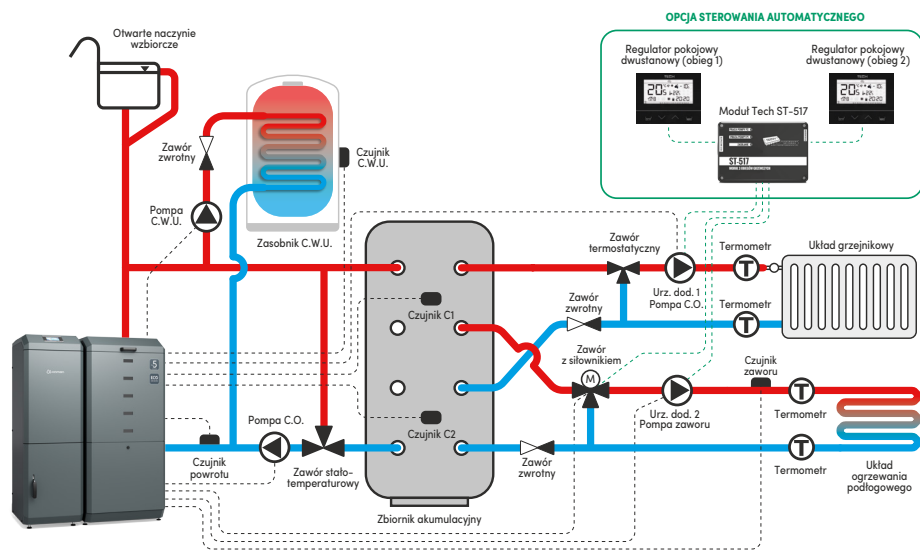 OPCJA STEROWANIA AUTOMATYCZNEGO
Otwarte naczynie
wzbiorcze
Regulator pokojowy
dwustanowy (obieg 1)
Regulator pokojowy
dwustanowy (obieg 2)
Moduł Tech ST-517
TECH
TECH
ST-517
Zawór
zwrotny
Czujnik
C.W.U.
Pompa
C.W.U.
Zasobnik C.W.U.
Zawór
termostatyczny
Termometr
Układ grzejnikowy
T
Urz. dod. 1
Pompa C.O.
Czujnik C1
Zawór
zwrotny
Termometr
T
Zawór
z siłownikiem
M
Czujnik
zaworu
T
Termometr
Urz. dod. 2
Pompa zaworu
Pompa C.O.
Czujnik C2
T
Czujnik
powrotu
Zawór stało-
temperaturowy
Zawór
zwrotny
Termometr
Układ
ogrzewania
podłogowego
Zbiornik akumulacyjny